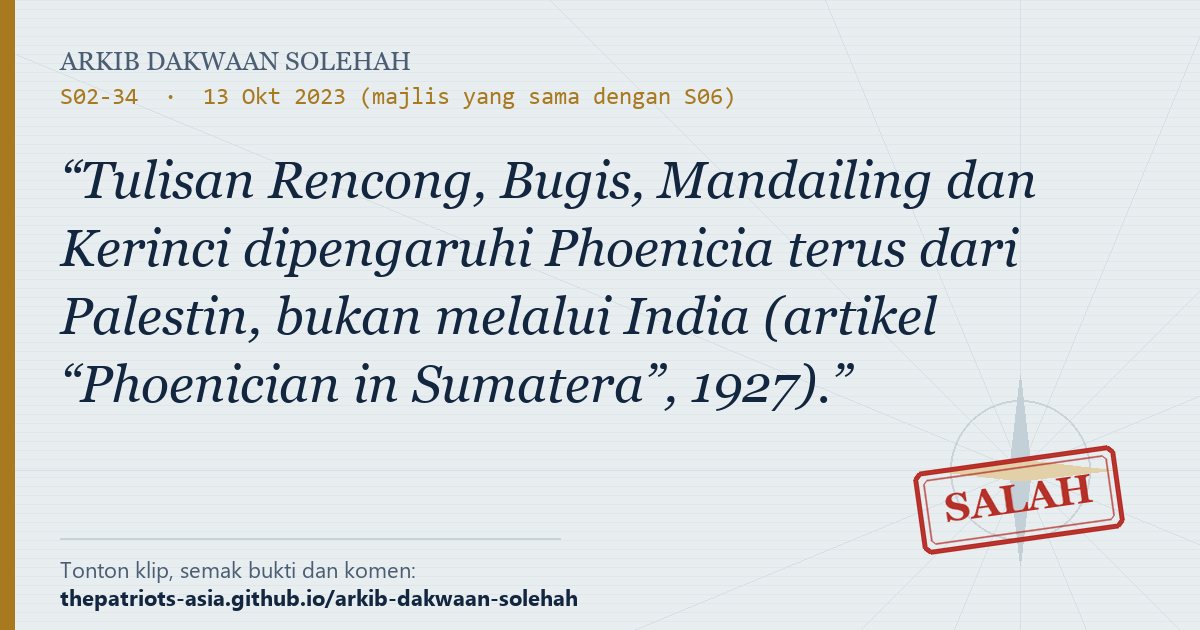 ARKIB DAKWAAN SOLEHAH
S02-34 · 13 Okt 2023 (majlis yang sama dengan S06)
“Tulisan Rencong, Bugis, Mandailing dan
Kerinci dipengaruhi Phoenicia terus dari
Palestin, bukan melalui India (artikel
“Phoenician in Sumatera”, 1927).”
SALAH
Tonton klip, semak bukti dan komen:
thepatriots-asia.github.io/arkib-dakwaan-solehah